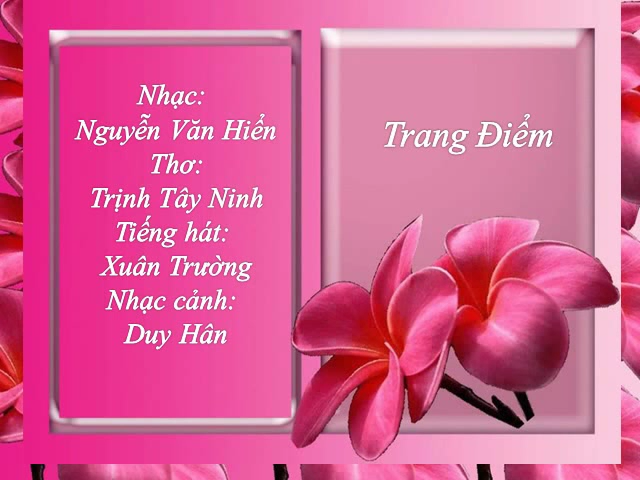 Nhạc:
Nguyễn Văn Hiển
Thơ:
Trịnh Tây Ninh
Tiếng hát:
Xuân Trường
Nhạc cảnh:
Duy Hân
Trang Điểm